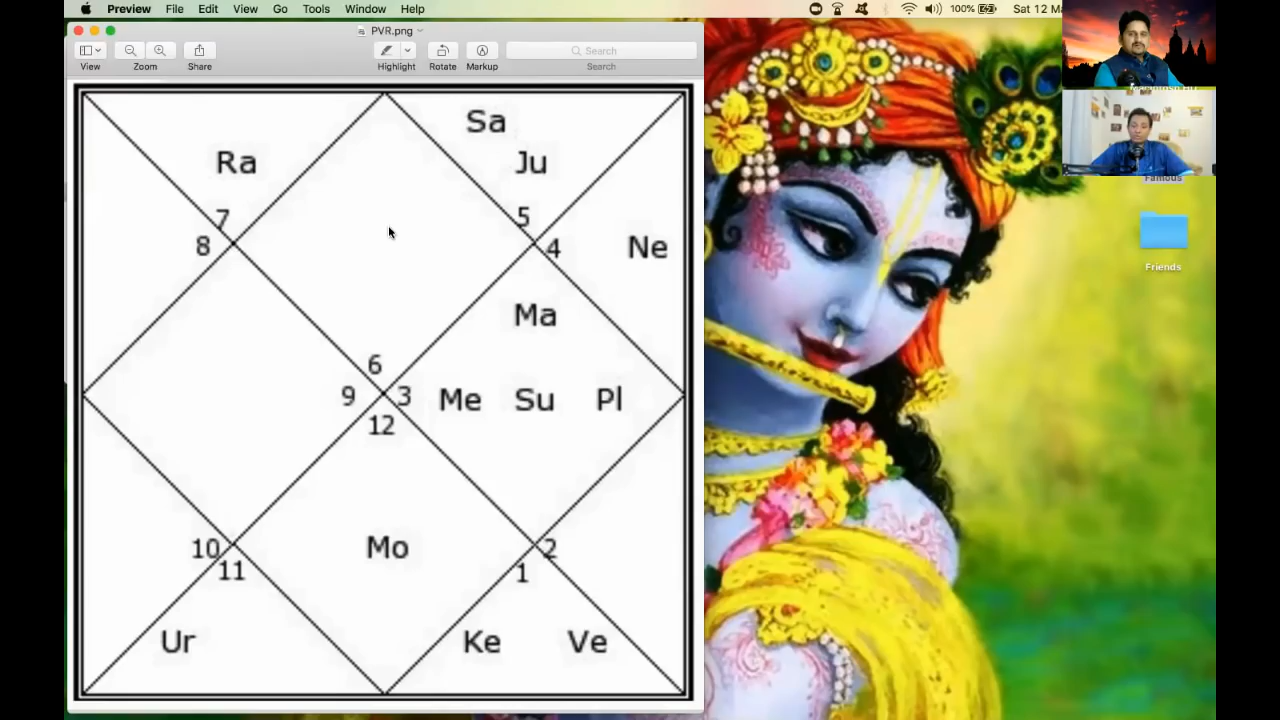 Preview File Edit View Go Tools Window Help
100% Sat 12 Ma
PVR.png
Search
View Zoom Share Highlight Rotate Markup Search
Sa
Ra Ju
7 5
8 4 Ne
Ma
6
9 3 Me Su Pl
12
10 Mo 2
11 1
Ur Ke Ve
Famous
Friends